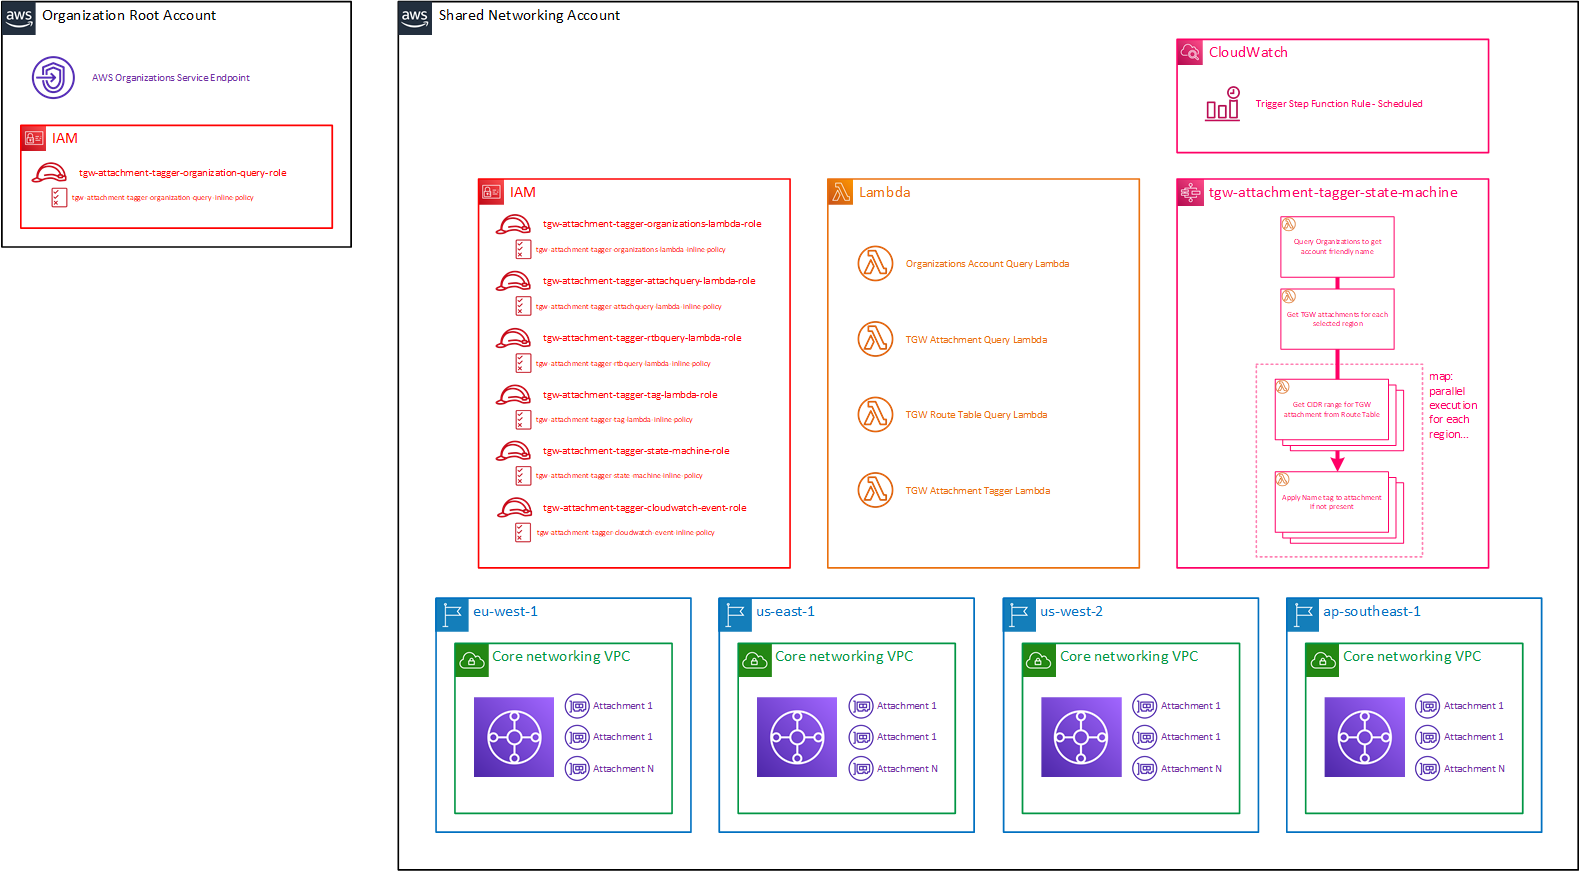 aws
Organization Root Account
AWS Organizations Service Endpoint
IAM
tgw-attachment-tagger-organization-query-role
tgw-attachment-tagger-organization-query-inline-policy
aws
Shared Networking Account
CloudWatch
Trigger Step Function Rule - Scheduled
IAM
tgw-attachment-tagger-organizations-lambda-role
tgw-attachment-tagger-organizations-lambda-inline-policy
tgw-attachment-tagger-attachquery-lambda-role
tgw-attachment-tagger-attachquery-lambda-inline-policy
tgw-attachment-tagger-rtbquery-lambda-role
tgw-attachment-tagger-rtbquery-lambda-inline-policy
tgw-attachment-tagger-tag-lambda-role
tgw-attachment-tagger-tag-lambda-inline-policy
tgw-attachment-tagger-state-machine-role
tgw-attachment-tagger-state-machine-inline-policy
tgw-attachment-tagger-cloudwatch-event-role
tgw-attachment-tagger-cloudwatch-event-inline-policy
Lambda
Organizations Account Query Lambda
TGW Attachment Query Lambda
TGW Route Table Query Lambda
TGW Attachment Tagger Lambda
tgw-attachment-tagger-state-machine
Query Organizations to get
account friendly name
Get TGW attachments for each
selected region
Get CIDR range for TGW
attachment from Route Table
Apply Name tag to attachment
if not present
map:
parallel
execution
for each
region...
eu-west-1
Core networking VPC
Attachment 1
Attachment 1
Attachment N
us-east-1
Core networking VPC
Attachment 1
Attachment 1
Attachment N
us-west-2
Core networking VPC
Attachment 1
Attachment 1
Attachment N
ap-southeast-1
Core networking VPC
Attachment 1
Attachment 1
Attachment N